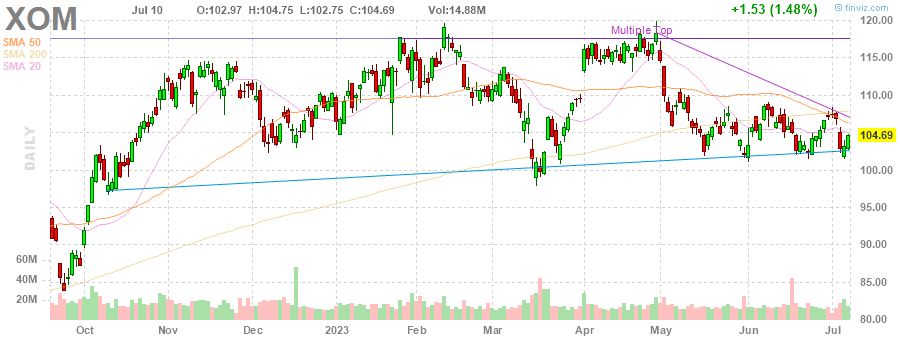 XOM
Jul 10 O:102.97 H:104.75 L:102.55 C:104.69 Vol:14.88M +1.53 (1.48%)
© finviz.com
SMA 50
SMA 200
SMA 20
Multiple Top
DAILY
120.00
115.00
110.00
104.69
100.00
95.00
90.00
85.00
80.00
60M
40M
20M
Oct Nov Dec 2023 Feb Mar Apr May Jun Jul